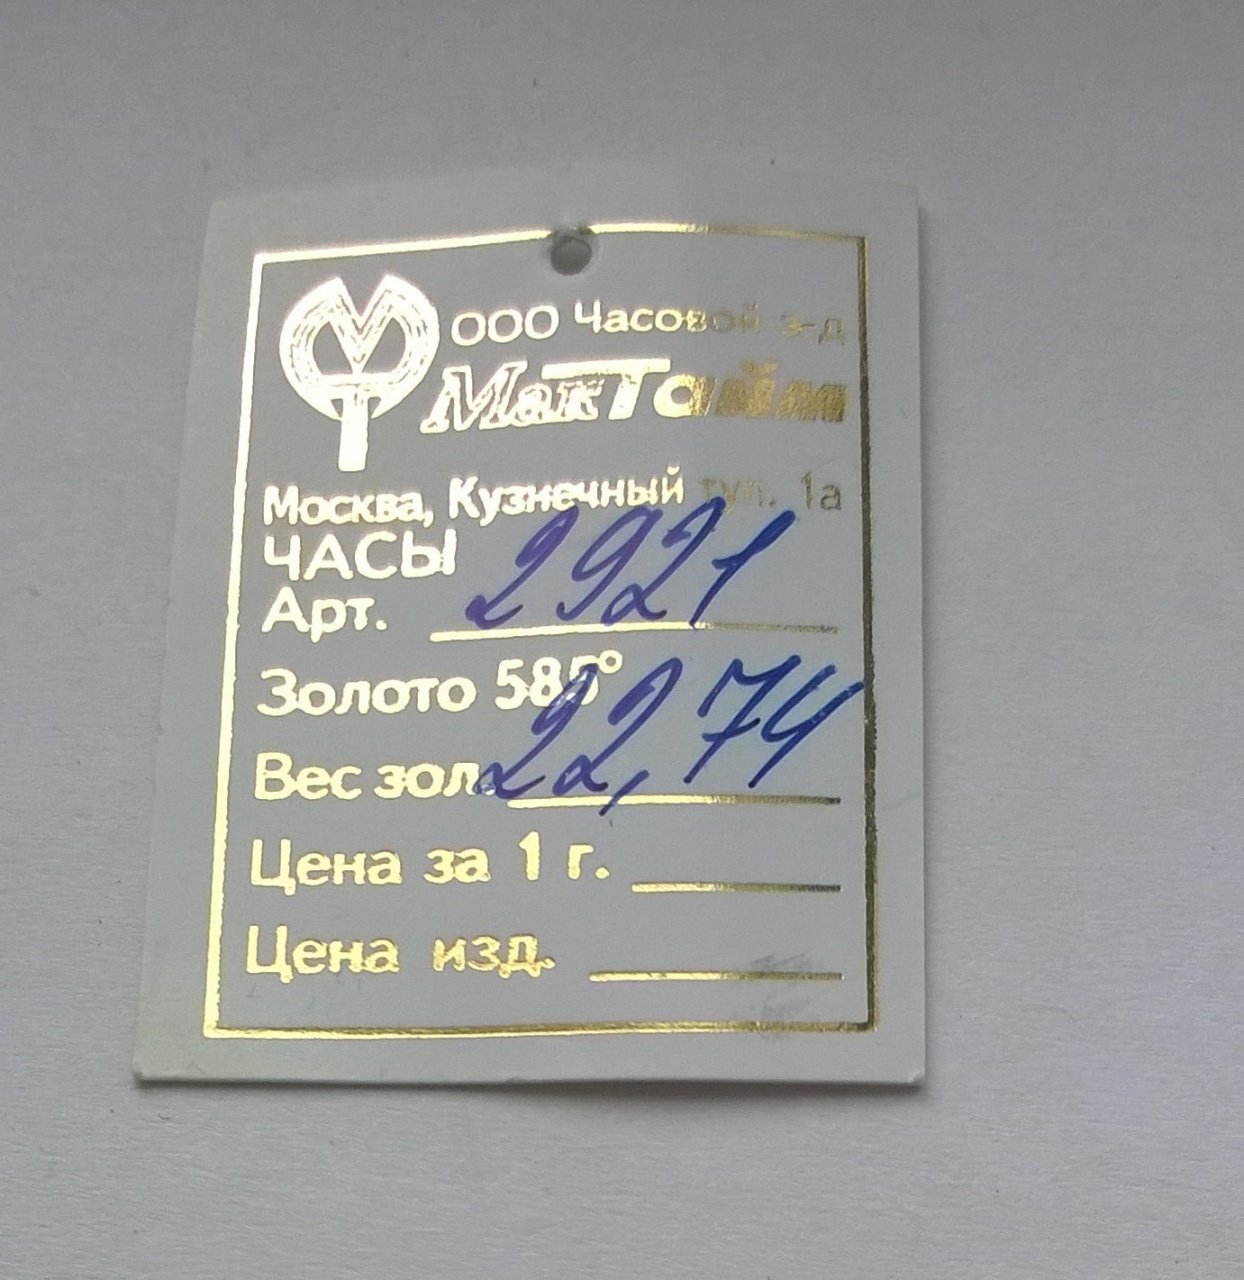 ООО Часовой з-д
МакТайм
Москва, Кузнечный туп. 1а
ЧАСЫ
Арт. 2921
Золото 585°
Вес зол. 22,74
Цена за 1 г.
Цена изд.